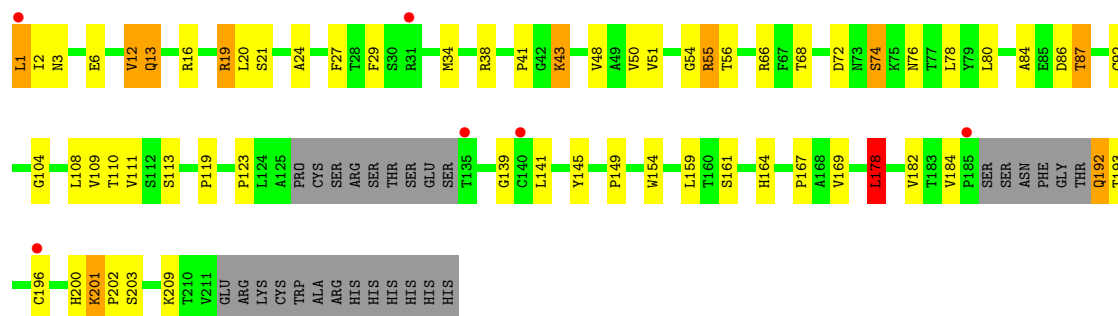 L1 I2 N3 E6 V12 Q13 R16 R19 L20 S21 A24 F27 T28 F29 S30 R31 M34 R38 P41 G42 K43 V48 A49 V50 V51 G54 R55 T56 R66 F67 T68 D72 N73 S74 K75 N76 T77 L78 Y79 L80 A84 E85 D86 T87
G104 L108 V109 T110 V111 S112 S113 P119 P123 L124 A125 PRO CYS SER ARG SER THR SER GLU SER T135 G139 C140 L141 Y145 P149 W154 L159 T160 S161 H164 P167 A168 V169 L178 V182 T183 V184 P185 SER SER ASN PHE GLY THR Q192 T193
C196 H200 K201 P202 S203 K209 T210 V211 GLU ARG LYS CYS TRP ALA ARG HIS HIS HIS HIS HIS HIS